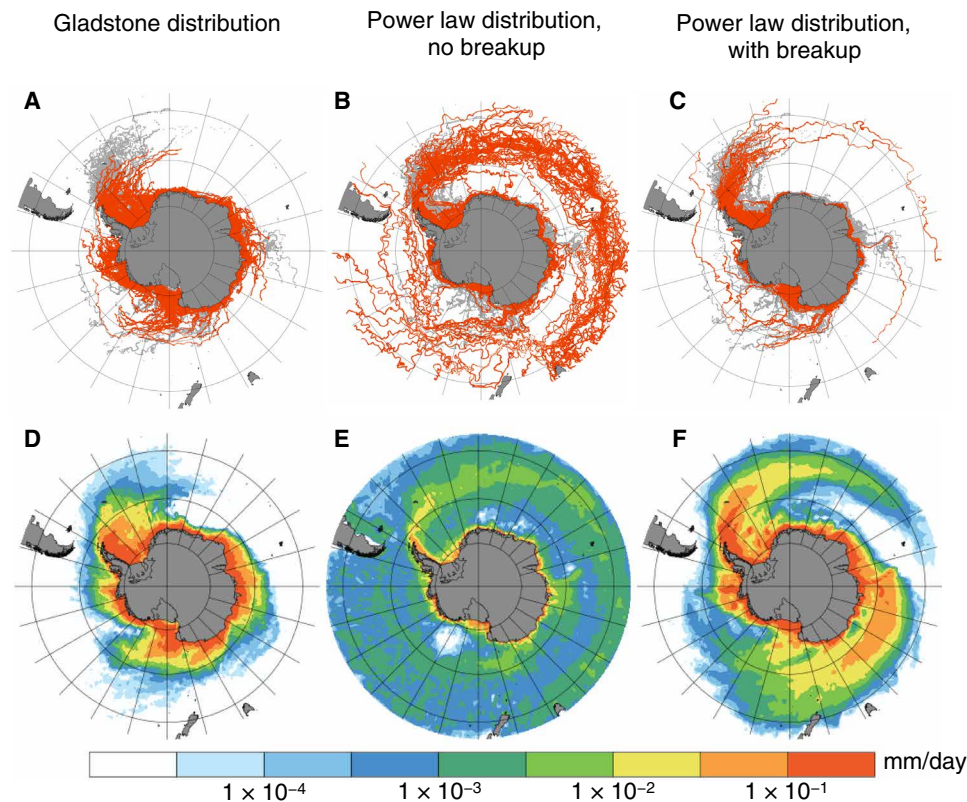 Gladstone distribution
Power law distribution,
no breakup
Power law distribution,
with breakup
A
B
C
D
E
F
mm/day
1 × 10⁻⁴
1 × 10⁻³
1 × 10⁻²
1 × 10⁻¹